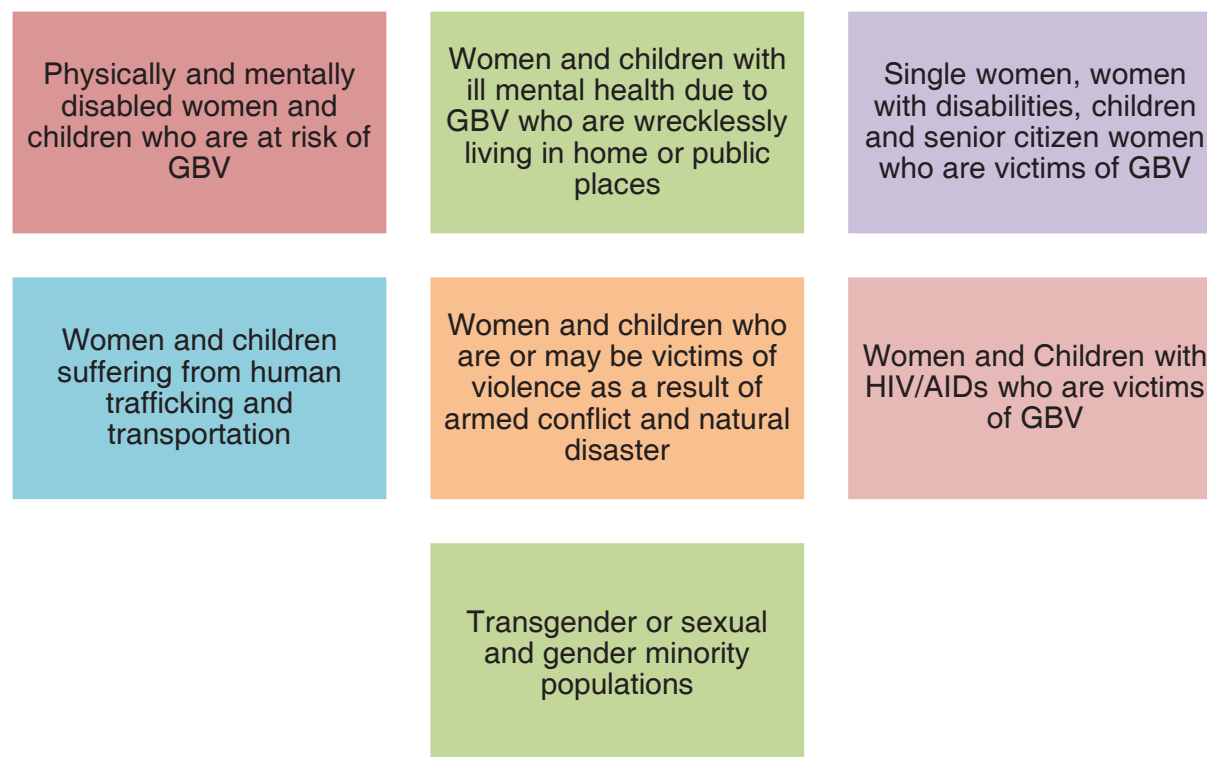 Physically and mentally
disabled women and
children who are at risk of
GBV
Women and children with
ill mental health due to
GBV who are wrecklessly
living in home or public
places
Single women, women
with disabilities, children
and senior citizen women
who are victims of GBV
Women and children
suffering from human
trafficking and
transportation
Women and children who
are or may be victims of
violence as a result of
armed conflict and natural
disaster
Women and Children with
HIV/AIDs who are victims
of GBV
Transgender or sexual
and gender minority
populations